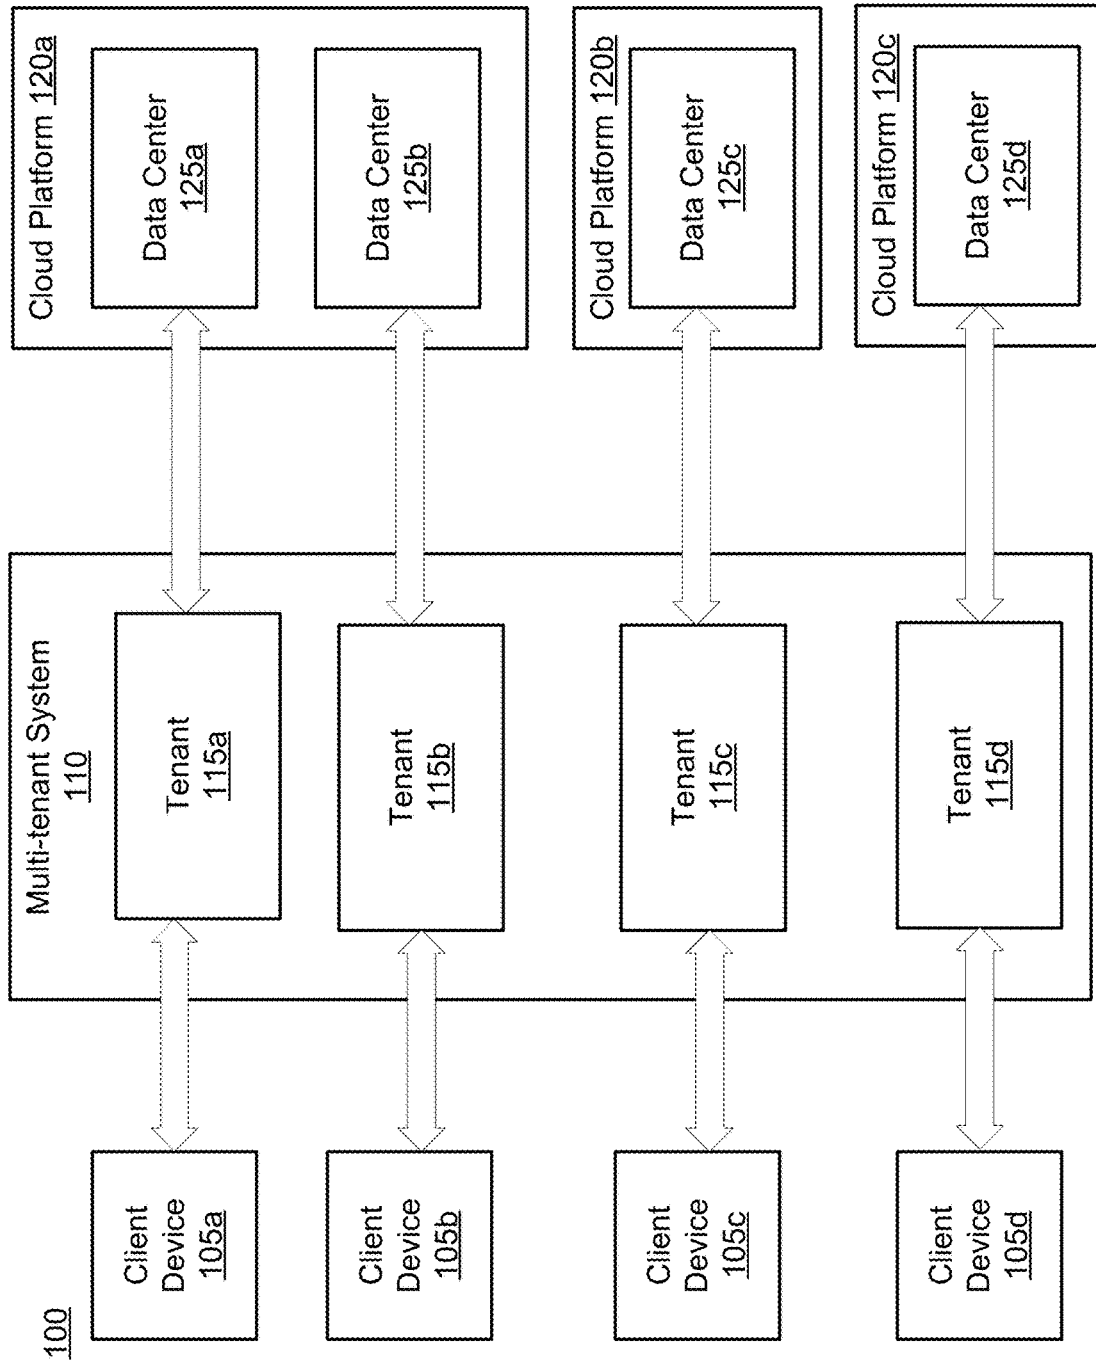 100
Client
Device
105a
Client
Device
105b
Client
Device
105c
Client
Device
105d
Multi-tenant System
110
Tenant
115a
Tenant
115b
Tenant
115c
Tenant
115d
Cloud Platform 120a
Data Center
125a
Data Center
125b
Cloud Platform 120b
Data Center
125c
Cloud Platform 120c
Data Center
125d